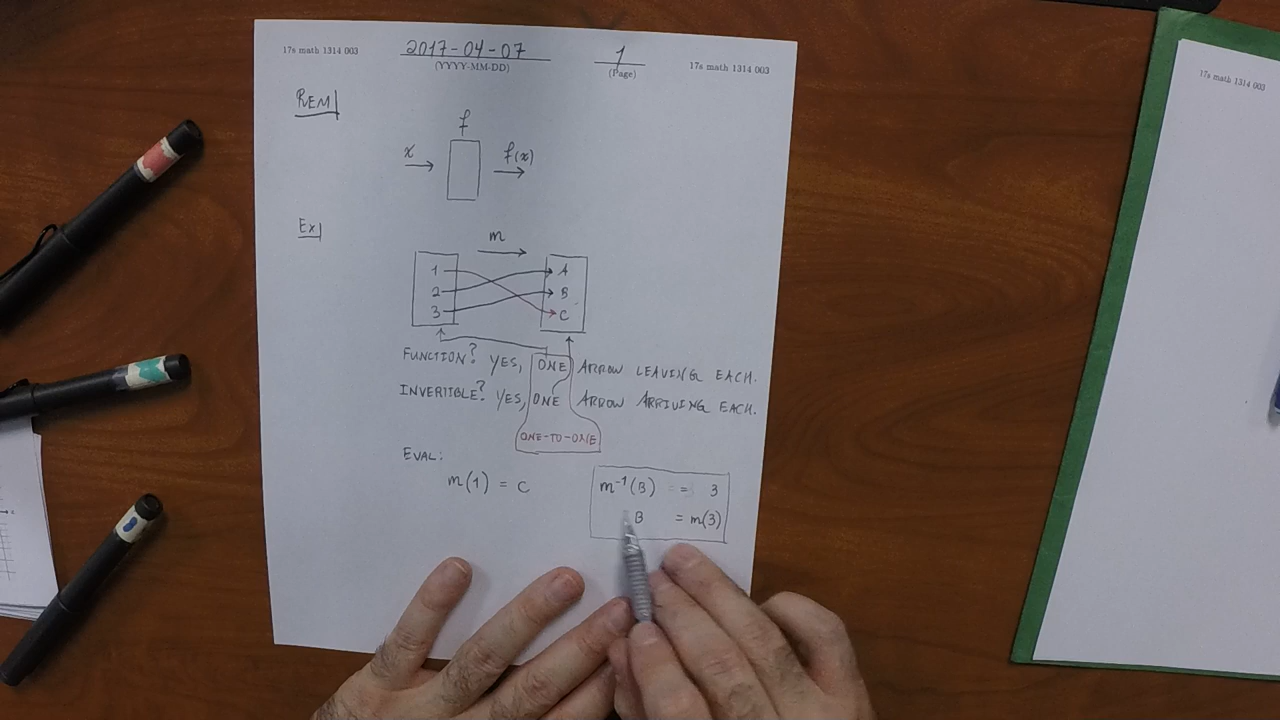 17s math 1314 003 2017-04-07 1 17s math 1314 003
(YYYY-MM-DD) (Page)
REM
f
x f(x)
Ex
m
1 A
2 B
3 C
FUNCTION? YES, ONE ARROW LEAVING EACH.
INVERTIBLE? YES, ONE ARROW ARRIVING EACH.
ONE-TO-ONE
EVAL:
m(1) = C
m⁻¹(B) = 3
B = m(3)
17s math 1314 003